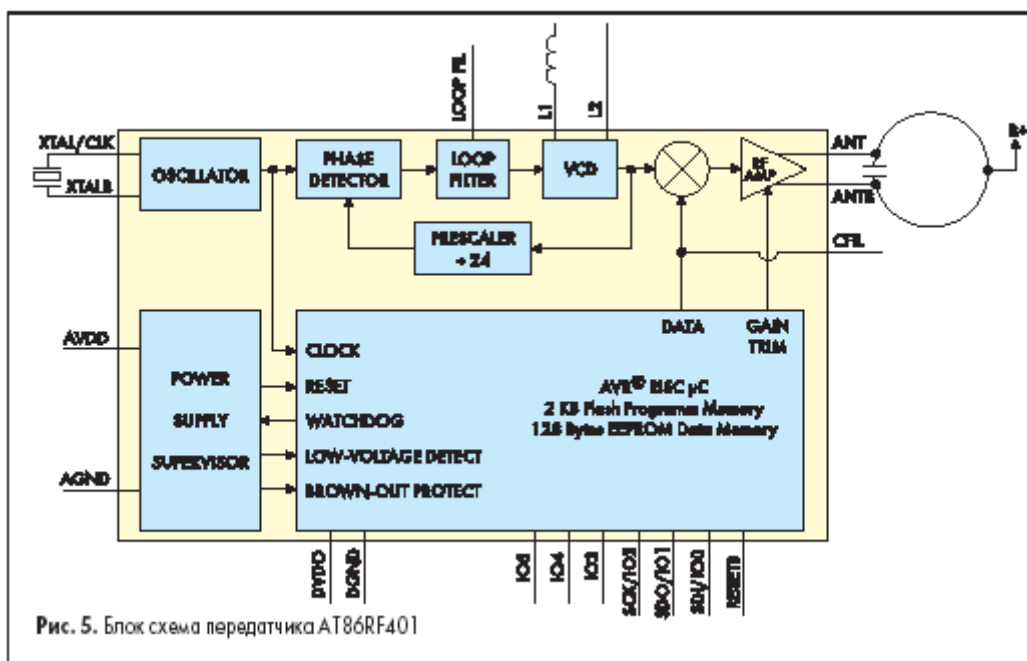 LOOP FIL
L1
L2
XTAL/CLK
XTALB
OSCILLATOR
PHASE
DETECTOR
LOOP
FILTER
VCO
RF
AMP
ANT
ANTB
B+
PRESCALER
÷ 24
CFIL
DATA
GAIN
TRIM
AVDD
AGND
POWER
SUPPLY
SUPERVISOR
CLOCK
RESET
WATCHDOG
LOW-VOLTAGE DETECT
BROWN-OUT PROTECT
AVR® RISC µC
2 KB Flash Programm Memory
128 Bytes EEPROM Data Memory
DVDD
DGND
IO5
IO4
IO3
SCK/IO2
SDO/IO1
SDI/IO0
RESETB
Рис. 5. Блок схема передатчика AT86RF401